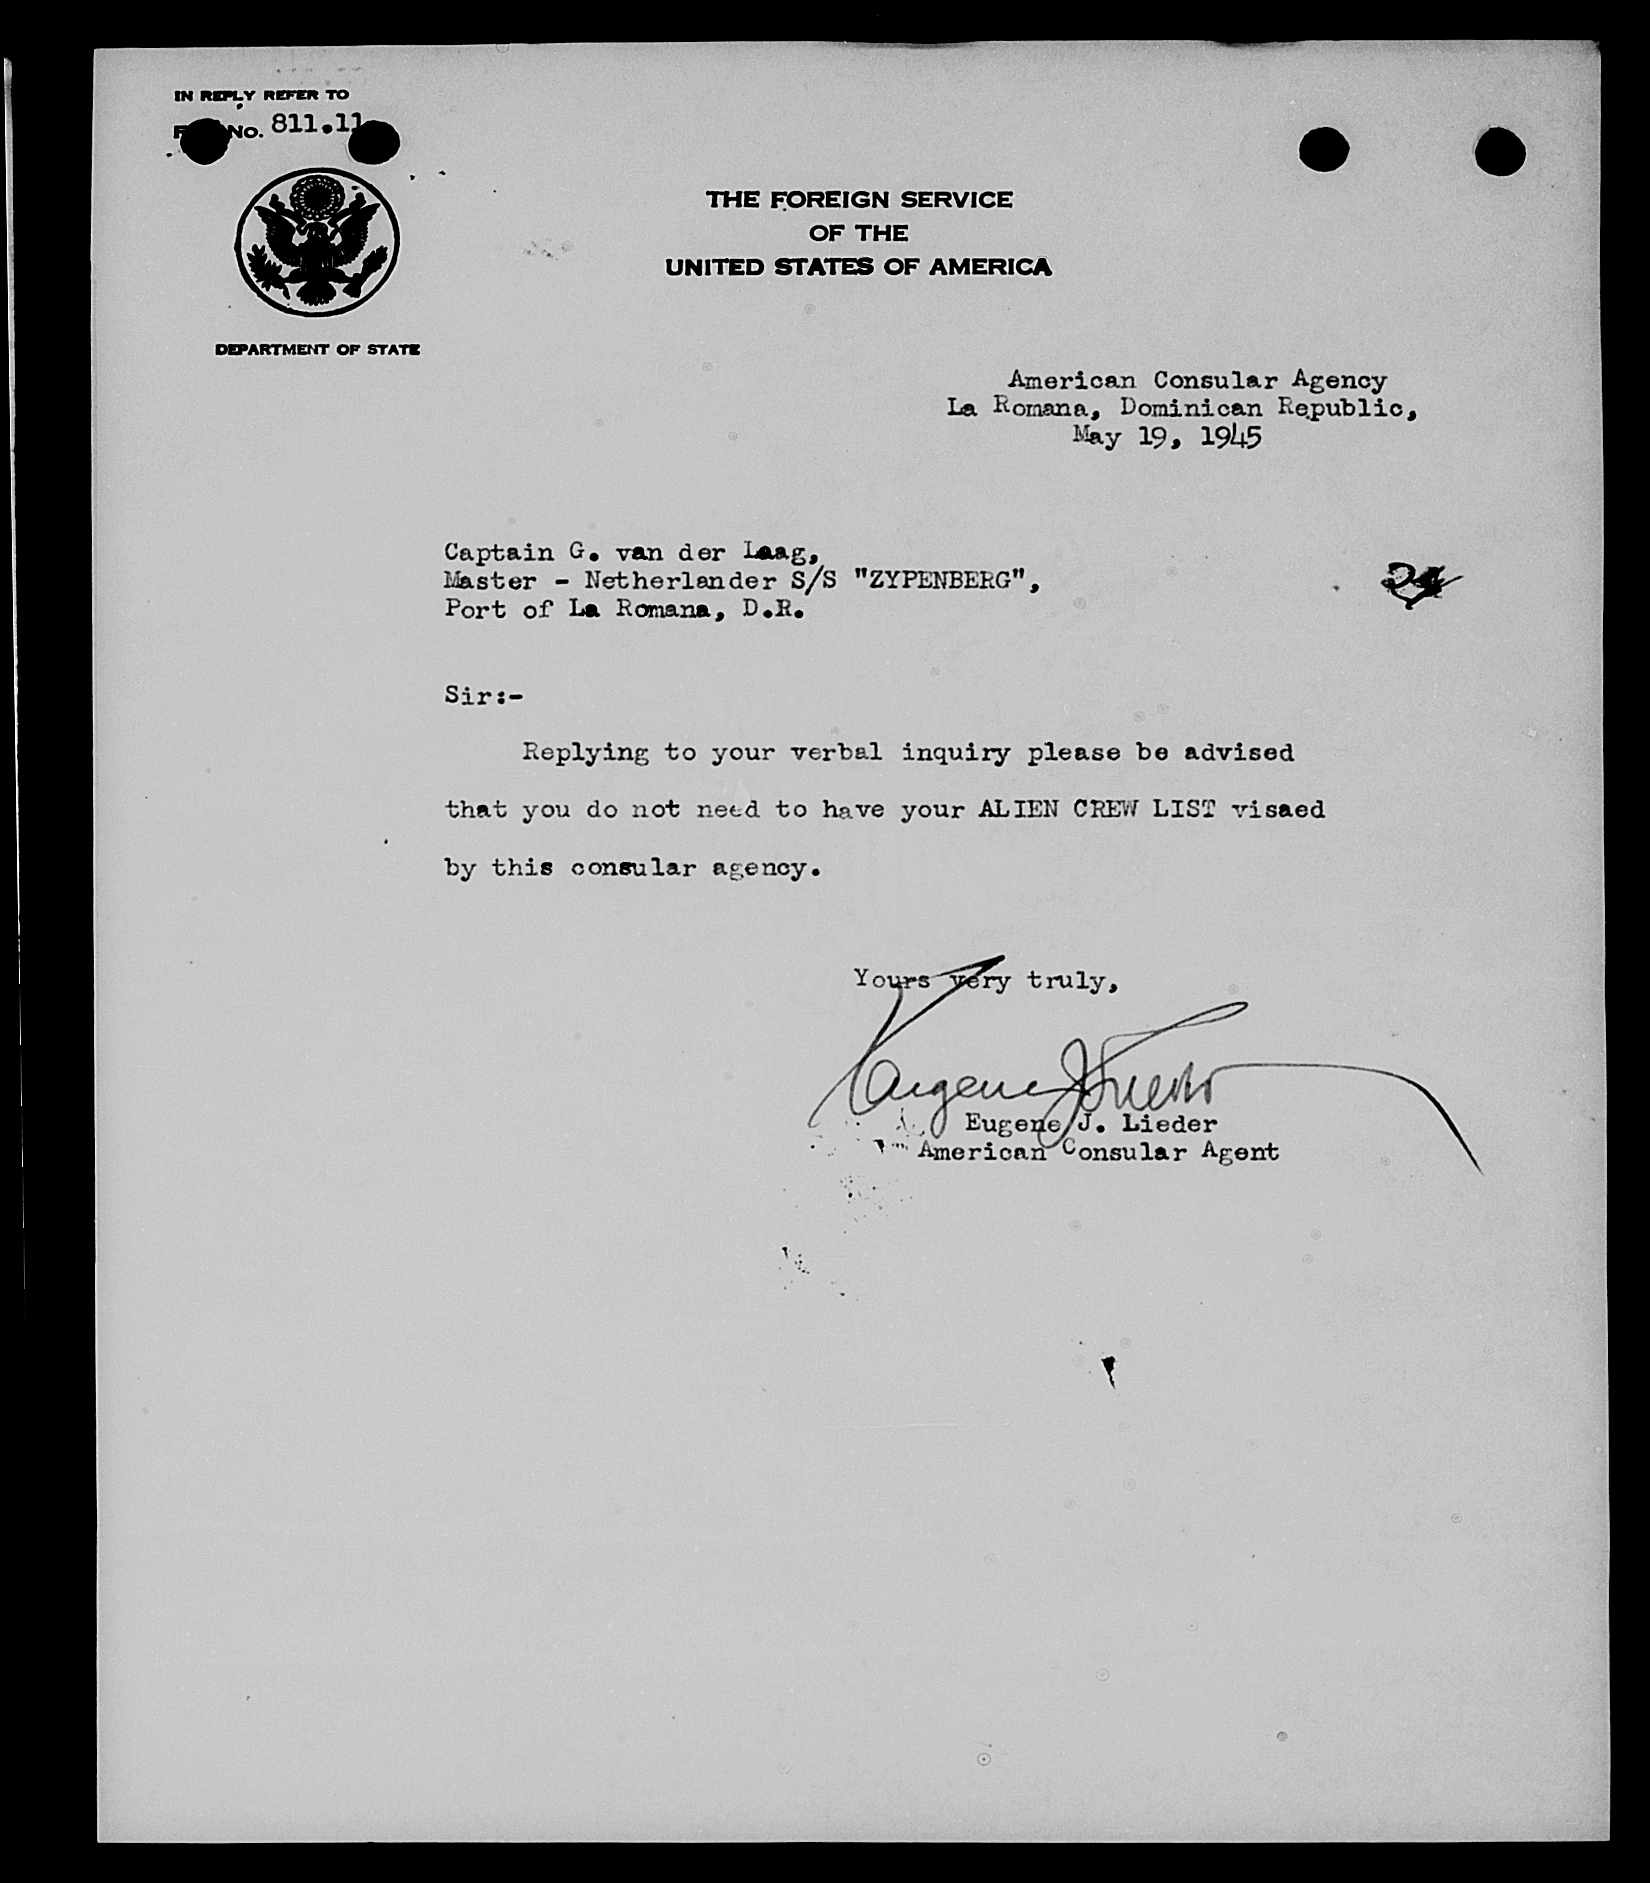 IN REPLY REFER TO
No. 811.11
DEPARTMENT OF STATE
THE FOREIGN SERVICE
OF THE
UNITED STATES OF AMERICA
American Consular Agency
La Romana, Dominican Republic,
May 19, 1945
Captain G. van der Laag,
Master - Netherlander S/S "ZYPENBERG",
Port of La Romana, D.R.
Sir:-
Replying to your verbal inquiry please be advised
that you do not need to have your ALIEN CREW LIST visaed
by this consular agency.
Yours very truly,
Eugene J. Lieder
American Consular Agent